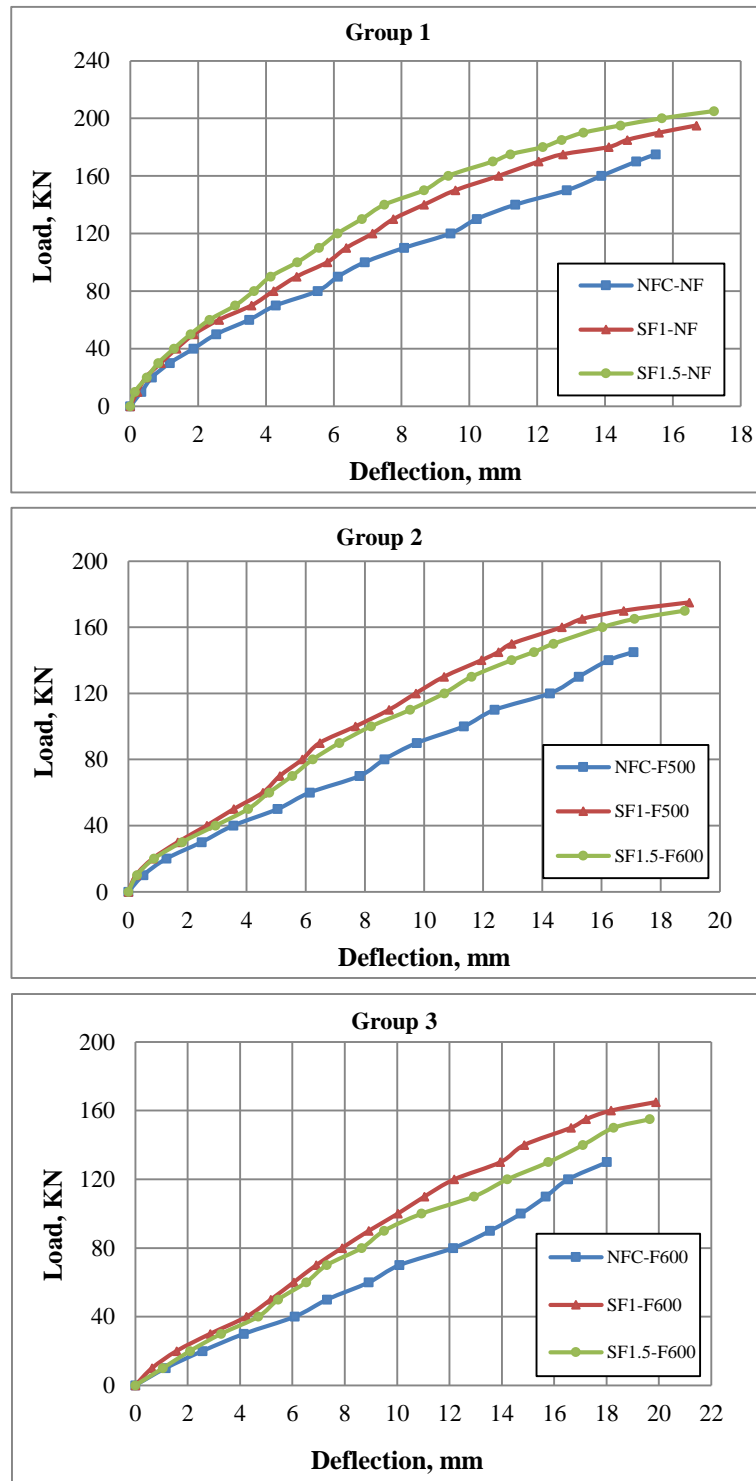 Group 1
240
200
160
120
80
40
0
Load, KN
NFC-NF
SF1-NF
SF1.5-NF
0 2 4 6 8 10 12 14 16 18
Deflection, mm
Group 2
200
160
120
80
40
0
Load, KN
NFC-F500
SF1-F500
SF1.5-F600
0 2 4 6 8 10 12 14 16 18 20
Deflection, mm
Group 3
200
160
120
80
40
0
Load, KN
NFC-F600
SF1-F600
SF1.5-F600
0 2 4 6 8 10 12 14 16 18 20 22
Deflection, mm